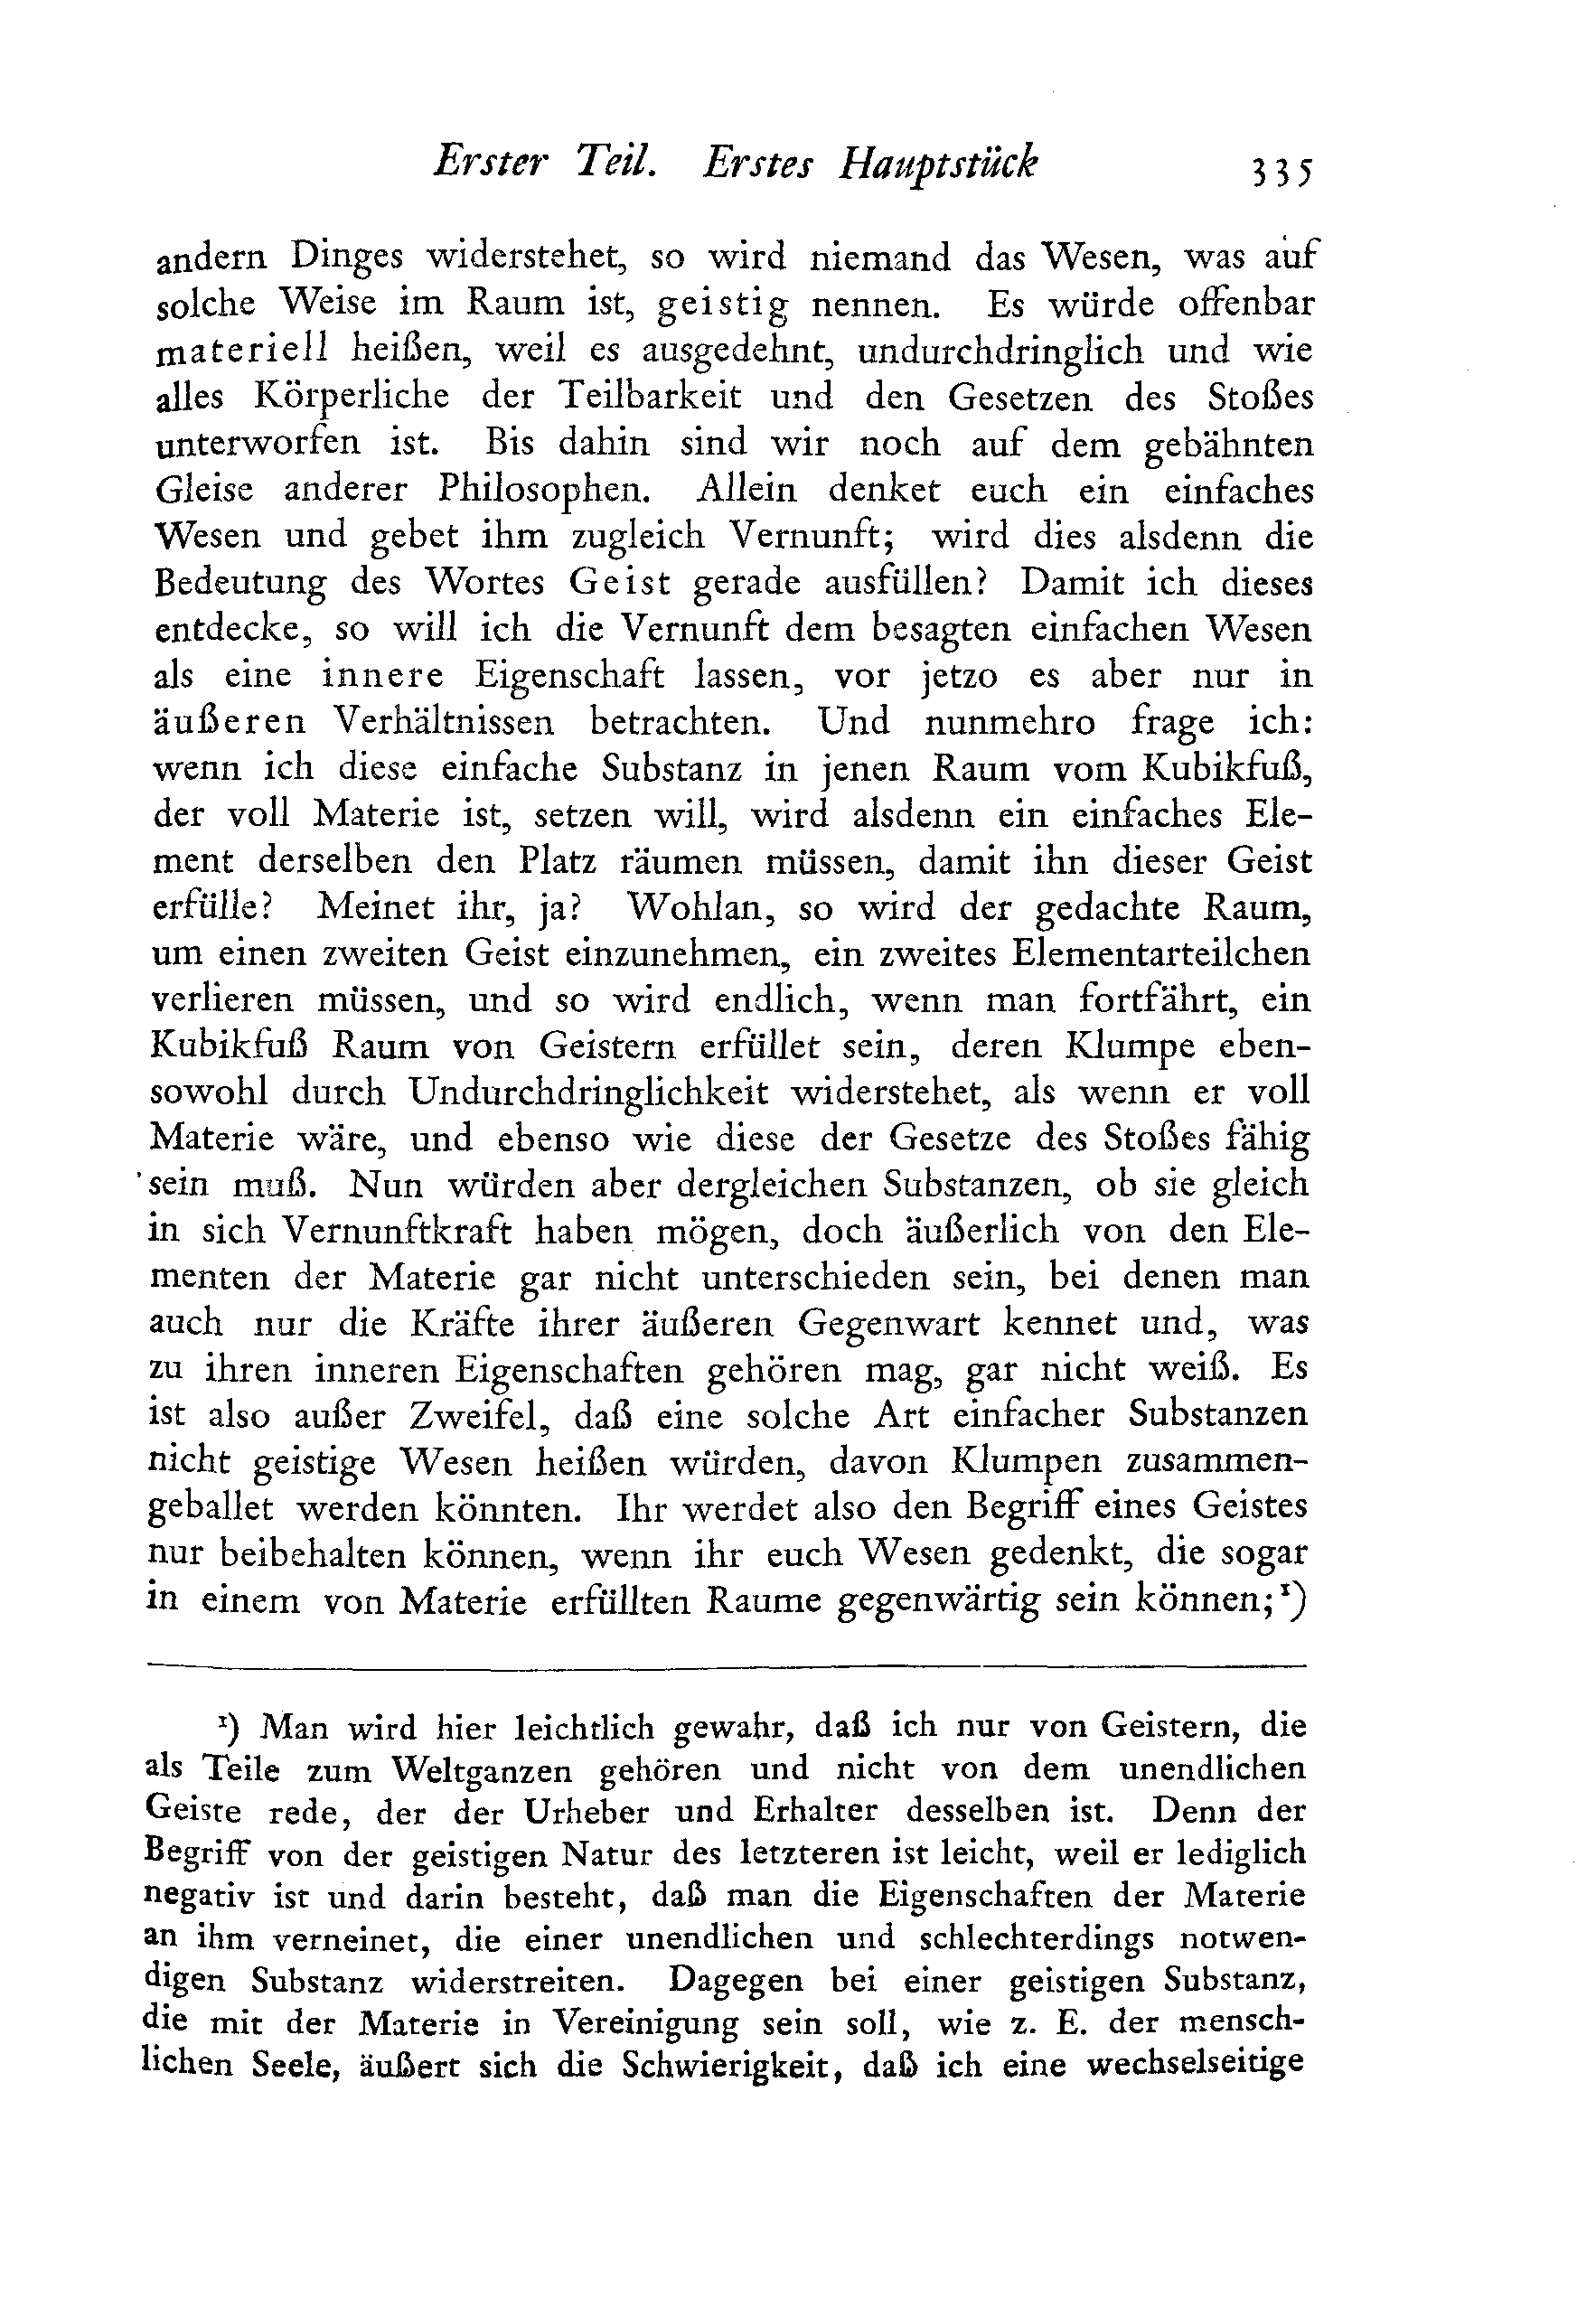 Erster Teil. Erstes Hauptstück 335
andern Dinges widerstehet, so wird niemand das Wesen, was auf
solche Weise im Raum ist, geistig nennen. Es würde offenbar
materiell heißen, weil es ausgedehnt, undurchdringlich und wie
alles Körperliche der Teilbarkeit und den Gesetzen des Stoßes
unterworfen ist. Bis dahin sind wir noch auf dem gebähnten
Gleise anderer Philosophen. Allein denket euch ein einfaches
Wesen und gebet ihm zugleich Vernunft; wird dies alsdenn die
Bedeutung des Wortes Geist gerade ausfüllen? Damit ich dieses
entdecke, so will ich die Vernunft dem besagten einfachen Wesen
als eine innere Eigenschaft lassen, vor jetzo es aber nur in
äußeren Verhältnissen betrachten. Und nunmehro frage ich:
wenn ich diese einfache Substanz in jenen Raum vom Kubikfuß,
der voll Materie ist, setzen will, wird alsdenn ein einfaches Ele-
ment derselben den Platz räumen müssen, damit ihn dieser Geist
erfülle? Meinet ihr, ja? Wohlan, so wird der gedachte Raum,
um einen zweiten Geist einzunehmen, ein zweites Elementarteilchen
verlieren müssen, und so wird endlich, wenn man fortfährt, ein
Kubikfuß Raum von Geistern erfüllet sein, deren Klumpe eben-
sowohl durch Undurchdringlichkeit widerstehet, als wenn er voll
Materie wäre, und ebenso wie diese der Gesetze des Stoßes fähig
sein muß. Nun würden aber dergleichen Substanzen, ob sie gleich
in sich Vernunftkraft haben mögen, doch äußerlich von den Ele-
menten der Materie gar nicht unterschieden sein, bei denen man
auch nur die Kräfte ihrer äußeren Gegenwart kennet und, was
zu ihren inneren Eigenschaften gehören mag, gar nicht weiß. Es
ist also außer Zweifel, daß eine solche Art einfacher Substanzen
nicht geistige Wesen heißen würden, davon Klumpen zusammen-
geballet werden könnten. Ihr werdet also den Begriff eines Geistes
nur beibehalten können, wenn ihr euch Wesen gedenkt, die sogar
in einem von Materie erfüllten Raume gegenwärtig sein können;¹)
¹) Man wird hier leichtlich gewahr, daß ich nur von Geistern, die
als Teile zum Weltganzen gehören und nicht von dem unendlichen
Geiste rede, der der Urheber und Erhalter desselben ist. Denn der
Begriff von der geistigen Natur des letzteren ist leicht, weil er lediglich
negativ ist und darin besteht, daß man die Eigenschaften der Materie
an ihm verneinet, die einer unendlichen und schlechterdings notwen-
digen Substanz widerstreiten. Dagegen bei einer geistigen Substanz,
die mit der Materie in Vereinigung sein soll, wie z. E. der mensch-
lichen Seele, äußert sich die Schwierigkeit, daß ich eine wechselseitige